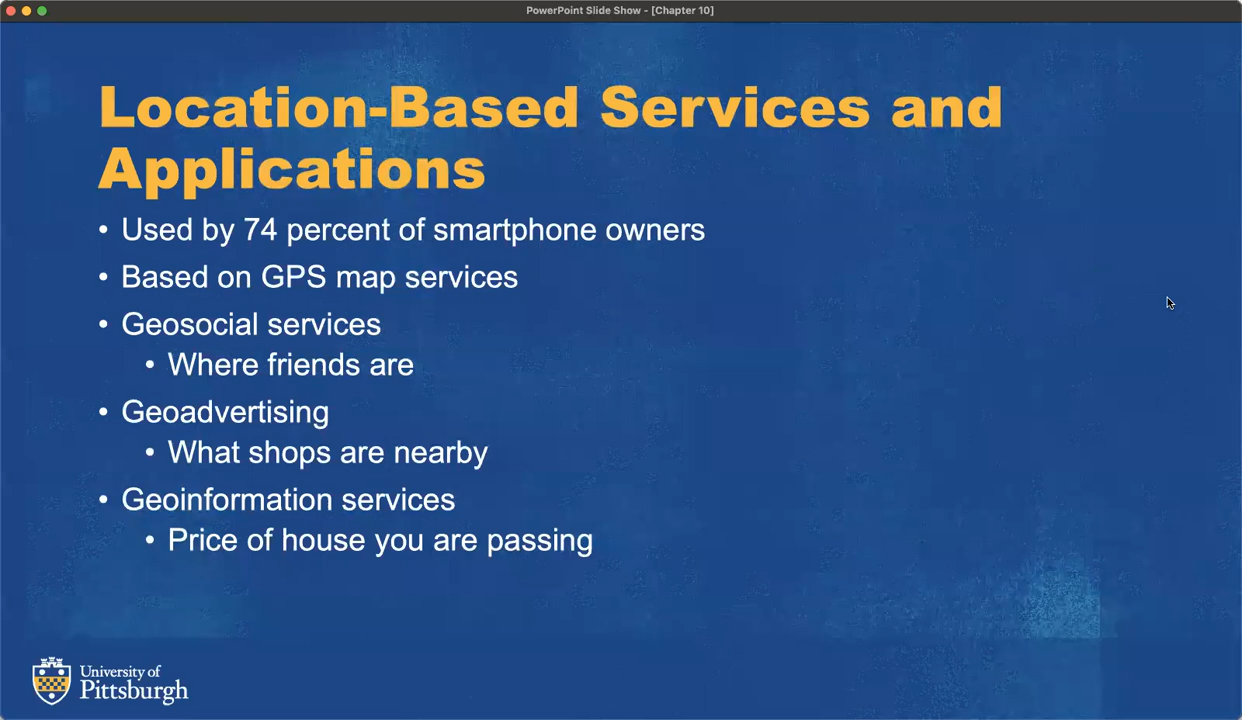 PowerPoint Slide Show - [Chapter 10]
Location-Based Services and
Applications
• Used by 74 percent of smartphone owners
• Based on GPS map services
• Geosocial services
• Where friends are
• Geoadvertising
• What shops are nearby
• Geoinformation services
• Price of house you are passing
University of
Pittsburgh